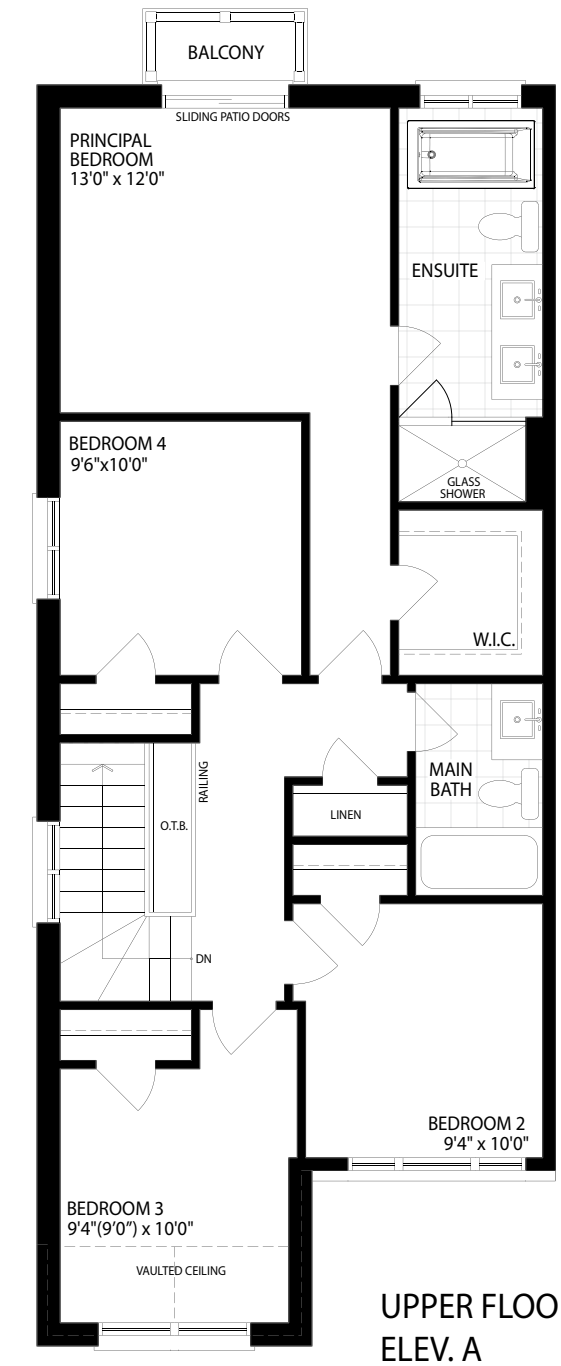 BALCONY
SLIDING PATIO DOORS
PRINCIPAL
BEDROOM
13'0" x 12'0"
ENSUITE
BEDROOM 4
9'6"x10'0"
GLASS
SHOWER
W.I.C.
RAILING
MAIN
BATH
O.T.B.
LINEN
DN
BEDROOM 2
9'4" x 10'0"
BEDROOM 3
9'4"(9'0") x 10'0"
VAULTED CEILING
UPPER FLOO
ELEV. A